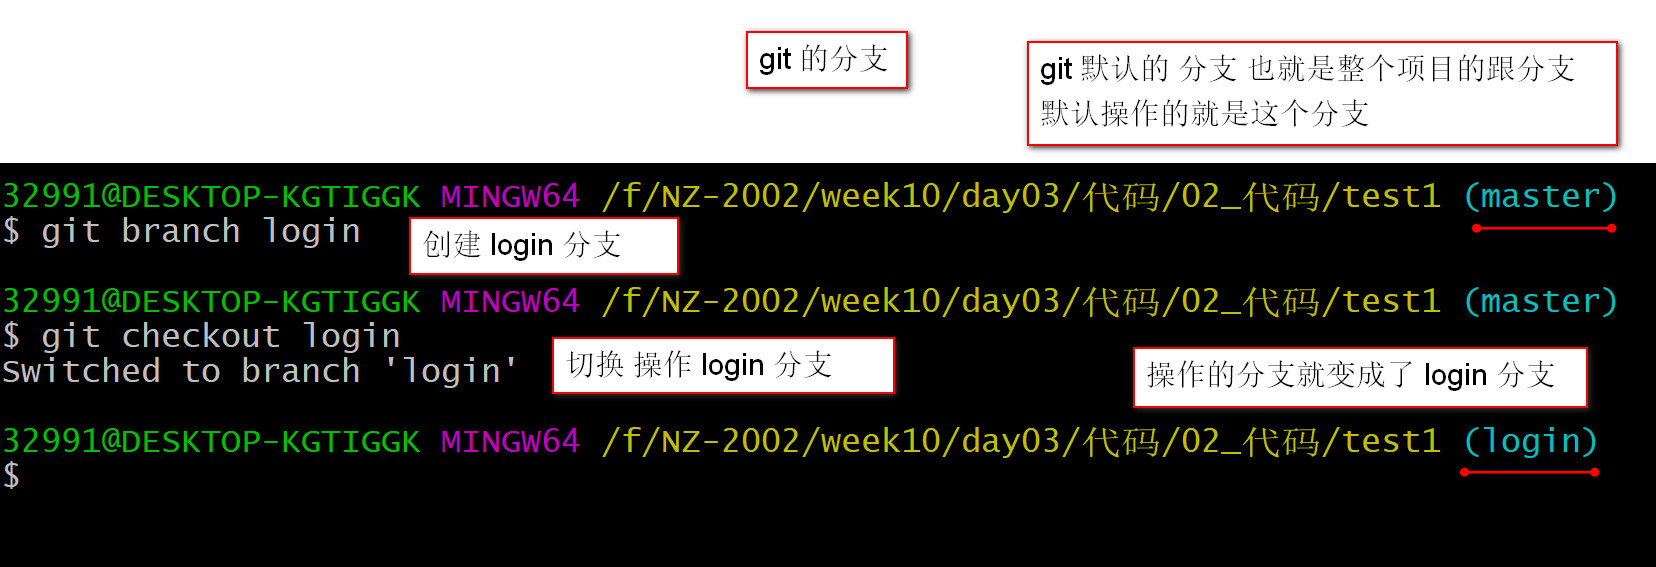 git 的分支
git 默认的 分支 也就是整个项目的跟分支
默认操作的就是这个分支
32991@DESKTOP-KGTIGGK MINGW64 /f/NZ-2002/week10/day03/代码/02_代码/test1 (master)
$ git branch login
创建 login 分支
32991@DESKTOP-KGTIGGK MINGW64 /f/NZ-2002/week10/day03/代码/02_代码/test1 (master)
$ git checkout login
Switched to branch 'login'
切换 操作 login 分支
操作的分支就变成了 login 分支
32991@DESKTOP-KGTIGGK MINGW64 /f/NZ-2002/week10/day03/代码/02_代码/test1 (login)
$